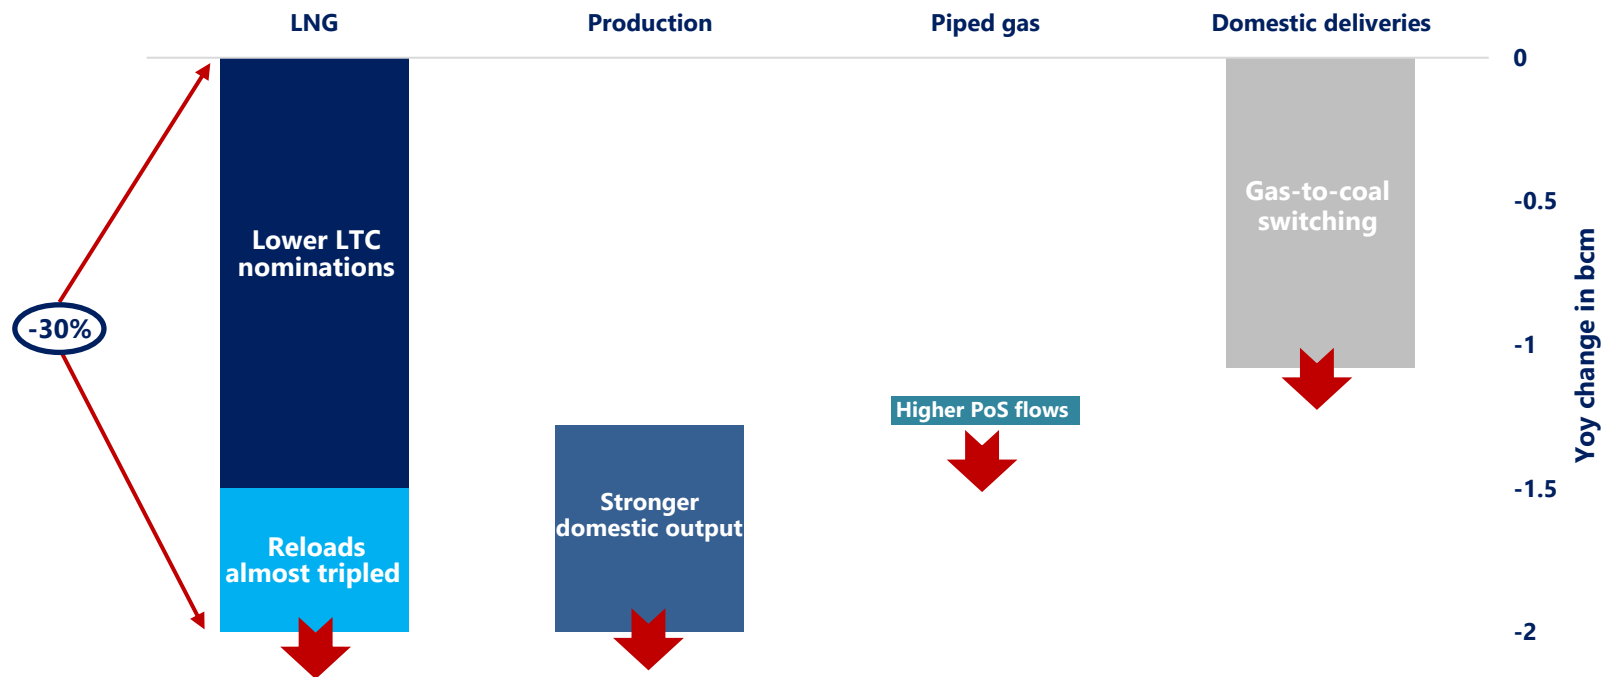 LNG
Production
Piped gas
Domestic deliveries
0
-0.5
-1
-1.5
-2
Yoy change in bcm
-30%
Lower LTC
nominations
Reloads
almost tripled
Stronger
domestic output
Higher PoS flows
Gas-to-coal
switching